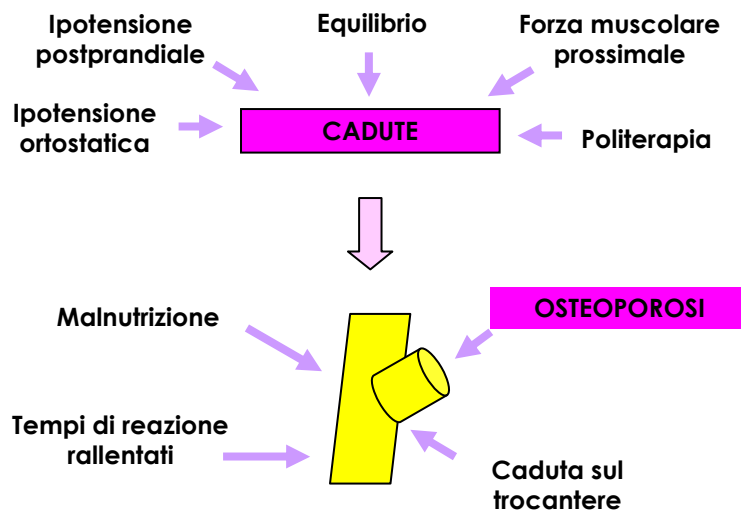 Ipotensione
postprandiale
Equilibrio
Forza muscolare
prossimale
Ipotensione
ortostatica
CADUTE
Politerapia
Malnutrizione
OSTEOPOROSI
Tempi di reazione
rallentati
Caduta sul
trocantere